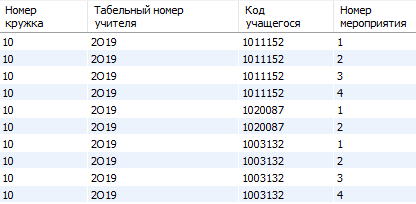 Номер кружка Табельный номер учителя Код учащегося Номер мероприятия
10 2O19 1011152 1
10 2O19 1011152 2
10 2O19 1011152 3
10 2O19 1011152 4
10 2O19 1020087 1
10 2O19 1020087 2
10 2O19 1003132 1
10 2O19 1003132 2
10 2O19 1003132 3
10 2O19 1003132 4